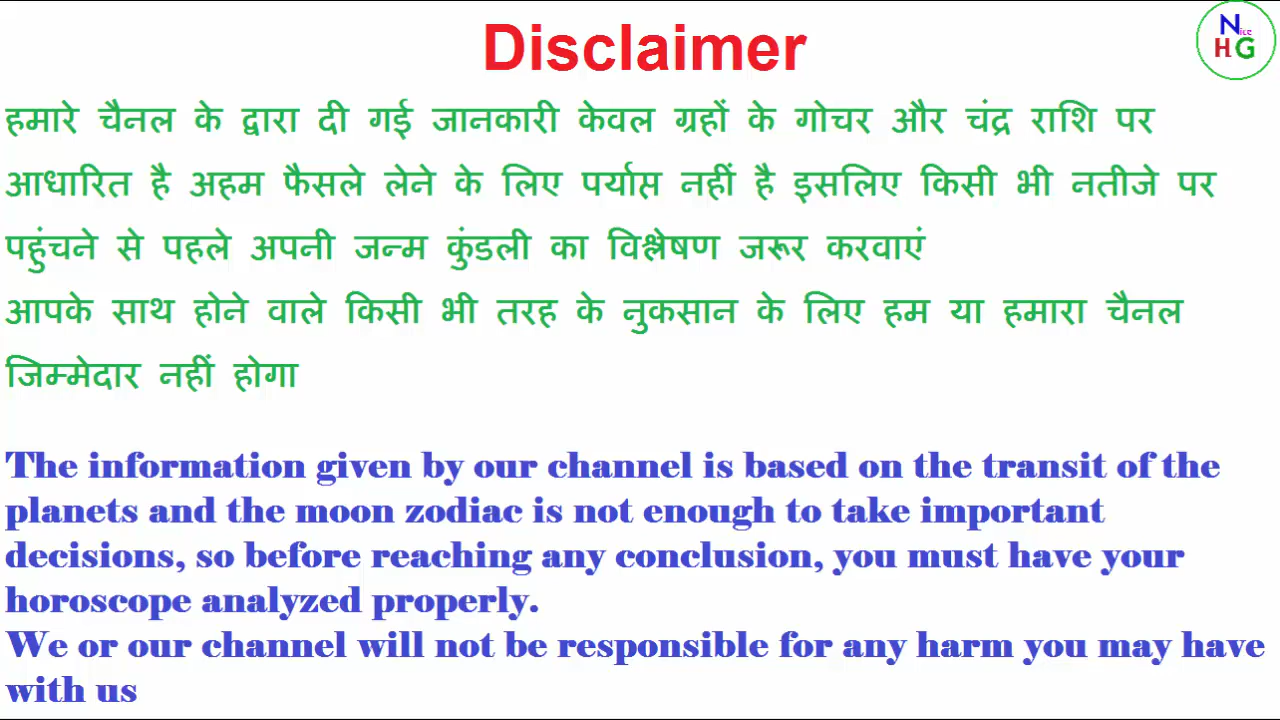 Disclaimer
Nice
HG
हमारे चैनल के द्वारा दी गई जानकारी केवल ग्रहों के गोचर और चंद्र राशि पर
आधारित है अहम फैसले लेने के लिए पर्याप्त नहीं है इसलिए किसी भी नतीजे पर
पहुंचने से पहले अपनी जन्म कुंडली का विश्लेषण जरूर करवाएं
आपके साथ होने वाले किसी भी तरह के नुकसान के लिए हम या हमारा चैनल
जिम्मेदार नहीं होगा
The information given by our channel is based on the transit of the
planets and the moon zodiac is not enough to take important
decisions, so before reaching any conclusion, you must have your
horoscope analyzed properly.
We or our channel will not be responsible for any harm you may have
with us